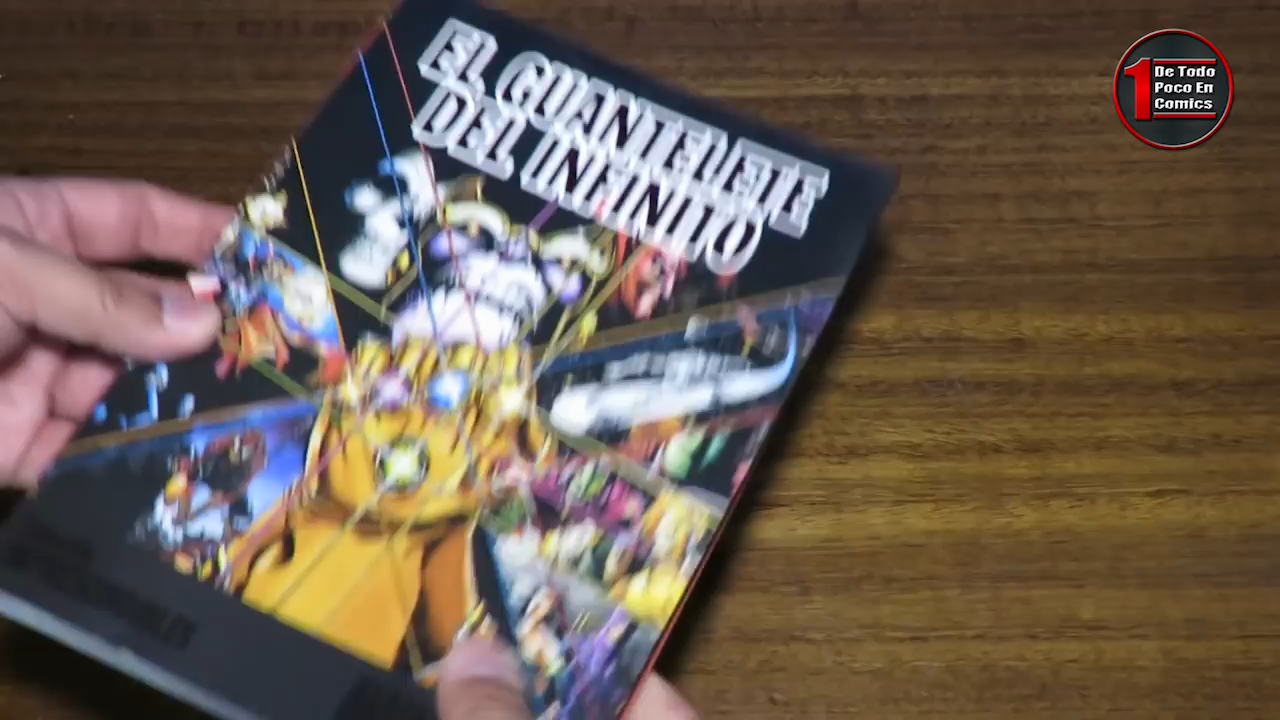 EL GUANTELETE
DEL INFINITO
1
De Todo
Poco En
Comics